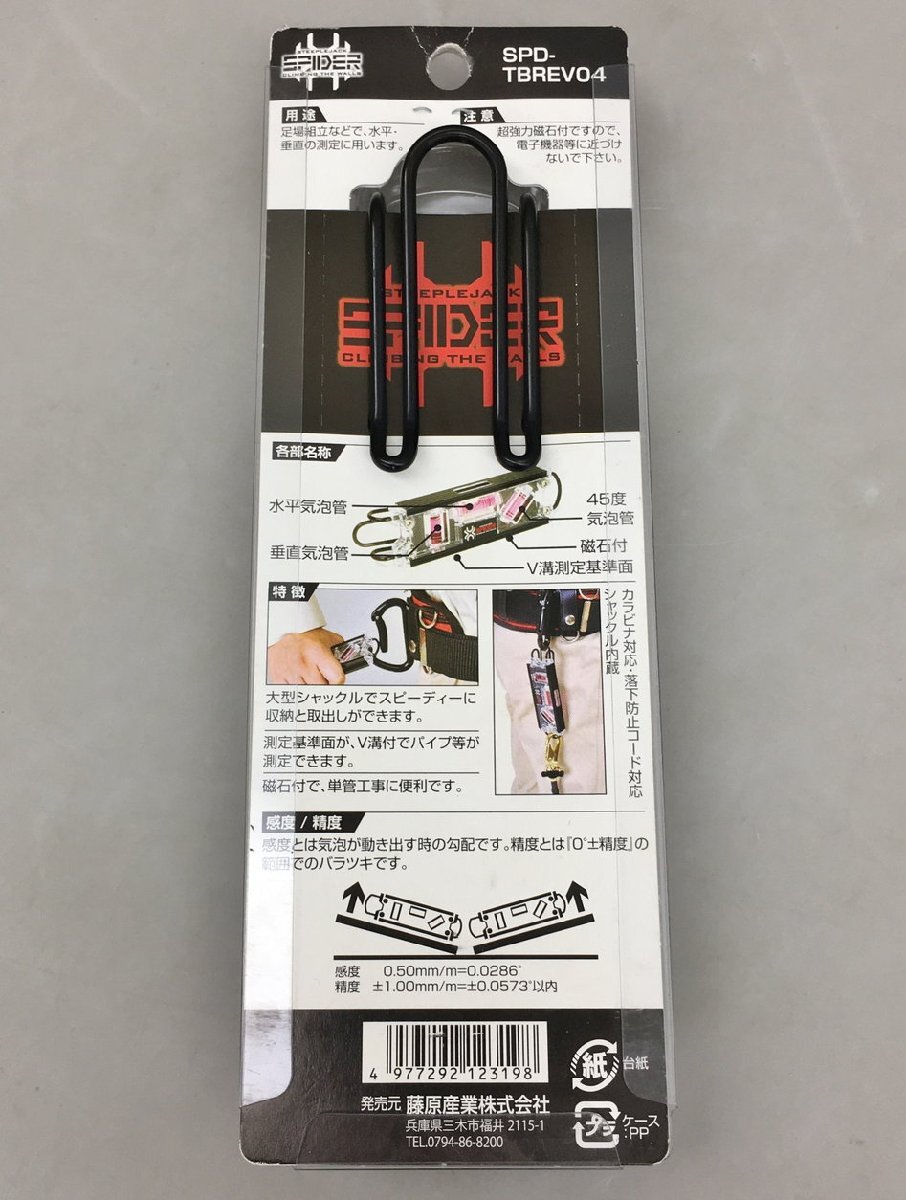 STEEPLEJACK
SPIDER
CLIMBING THE WALLS
SPD-
TBREV04
用途
足場組立などで、水平・
垂直の測定に用います。
注意
超強力磁石付ですので、
電子機器等に近づけ
ないで下さい。
STEEPLEJACK
SPIDER
CLIMBING THE WALLS
各部名称
水平気泡管
垂直気泡管
45度
気泡管
磁石付
V溝測定基準面
特徴
大型シャックルでスピーディーに
収納と取出しができます。
測定基準面が、V溝付でパイプ等が
測定できます。
磁石付で、単管工事に便利です。
カラビナ対応・落下防止コード対応
シャックル内蔵
感度 / 精度
感度とは気泡が動き出す時の勾配です。精度とは『0°±精度』の
範囲でのバラツキです。
感度 0.50mm/m=0.0286°
精度 ±1.00mm/m=±0.0573°以内
4 977292 123198
紙 台紙
発売元 藤原産業株式会社
兵庫県三木市福井 2115-1
TEL.0794-86-8200
プラ ケース
:PP